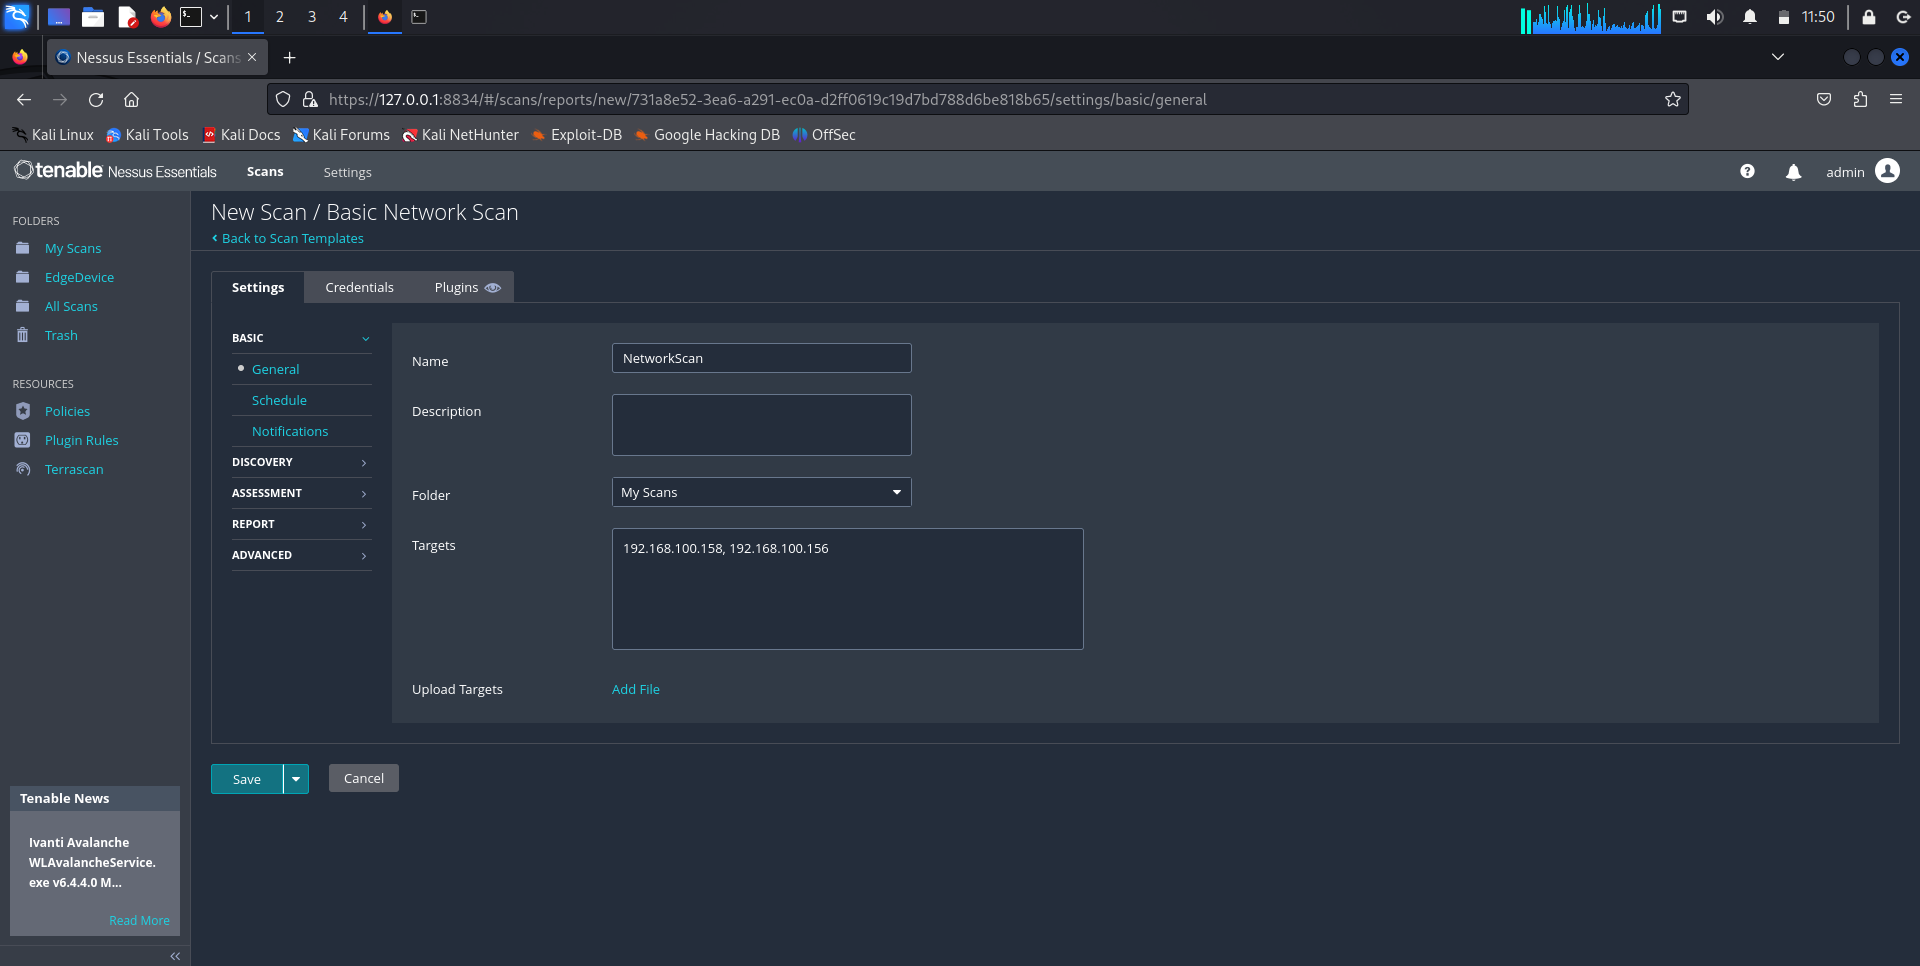 1 2 3 4 11:50
Nessus Essentials / Scans
https://127.0.0.1:8834/#/scans/reports/new/731a8e52-3ea6-a291-ec0a-d2ff0619c19d7bd788d6be818b65/settings/basic/general
Kali Linux Kali Tools Kali Docs Kali Forums Kali NetHunter Exploit-DB Google Hacking DB OffSec
tenable Nessus Essentials Scans Settings admin
FOLDERS
My Scans
EdgeDevice
All Scans
Trash
RESOURCES
Policies
Plugin Rules
Terrascan
Tenable News
Ivanti Avalanche
WLAvalancheService.
exe v6.4.4.0 M...
Read More
New Scan / Basic Network Scan
Back to Scan Templates
Settings Credentials Plugins
BASIC
General
Schedule
Notifications
DISCOVERY
ASSESSMENT
REPORT
ADVANCED
Name NetworkScan
Description
Folder My Scans
Targets 192.168.100.158, 192.168.100.156
Upload Targets Add File
Save Cancel